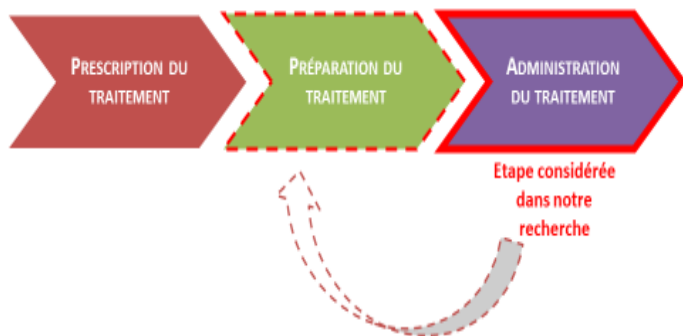 PRESCRIPTION DU
TRAITEMENT
PRÉPARATION DU
TRAITEMENT
ADMINISTRATION
DU TRAITEMENT
Etape considérée
dans notre
recherche